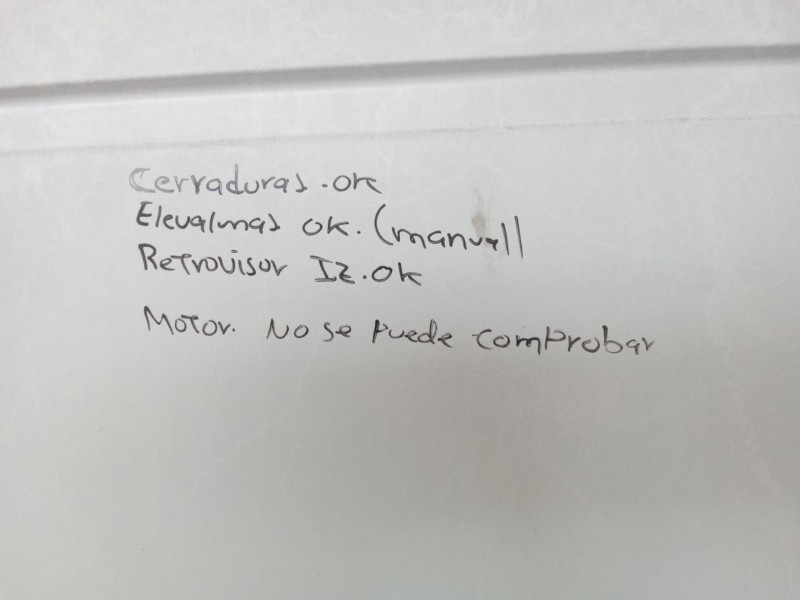 Cerraduras.ok
Elevalunas ok. (manual)
Retrovisor Iz.ok
Motor. No se puede comprobar